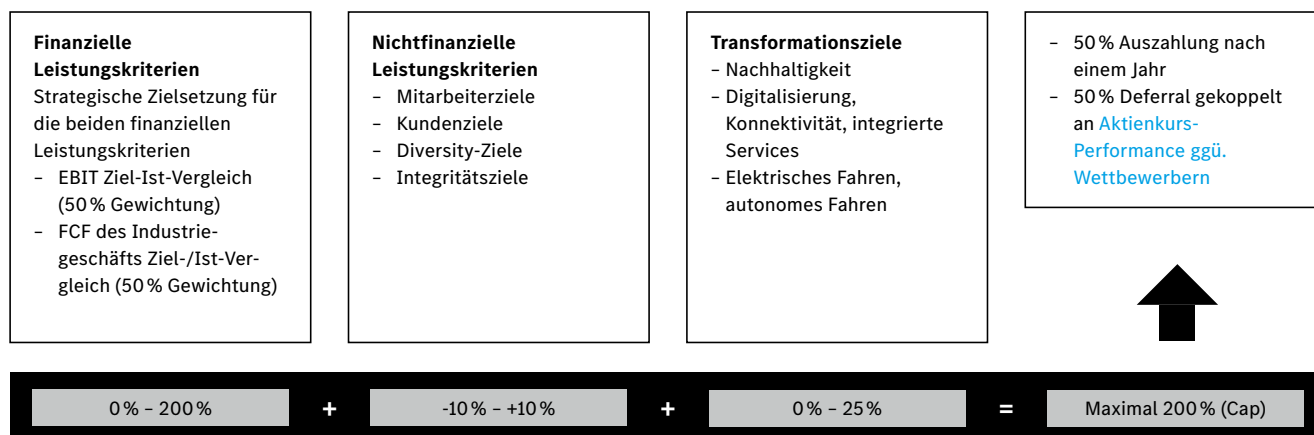 Finanzielle
Leistungskriterien
Strategische Zielsetzung für
die beiden finanziellen
Leistungskriterien
– EBIT Ziel-Ist-Vergleich
(50 % Gewichtung)
– FCF des Industrie-
geschäfts Ziel-/Ist-Ver-
gleich (50 % Gewichtung)
Nichtfinanzielle
Leistungskriterien
– Mitarbeiterziele
– Kundenziele
– Diversity-Ziele
– Integritätsziele
Transformationsziele
– Nachhaltigkeit
– Digitalisierung,
Konnektivität, integrierte
Services
– Elektrisches Fahren,
autonomes Fahren
– 50 % Auszahlung nach
einem Jahr
– 50 % Deferral gekoppelt
an Aktienkurs-
Performance ggü.
Wettbewerbern
0 % – 200 % + -10 % – +10 % + 0 % – 25 % = Maximal 200 % (Cap)